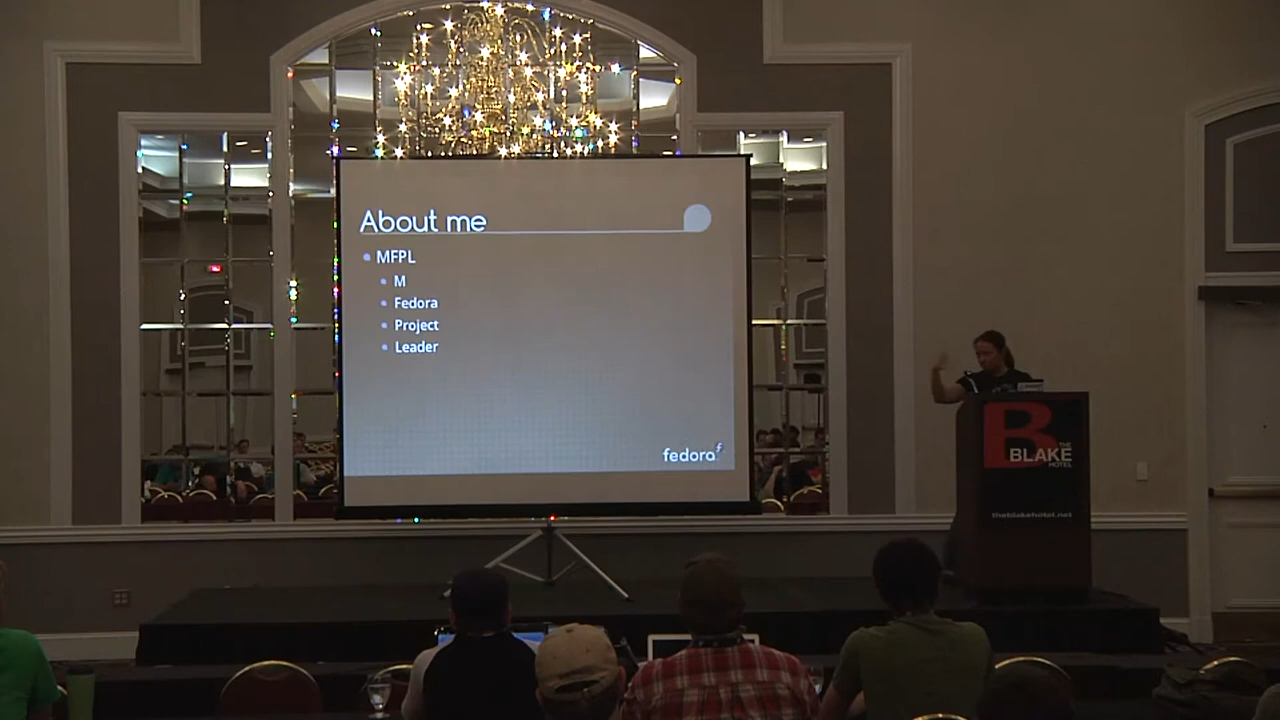 About me
MFPL
M
Fedora
Project
Leader
fedora
B
THE
BLAKE
HOTEL
theblakehotel.net